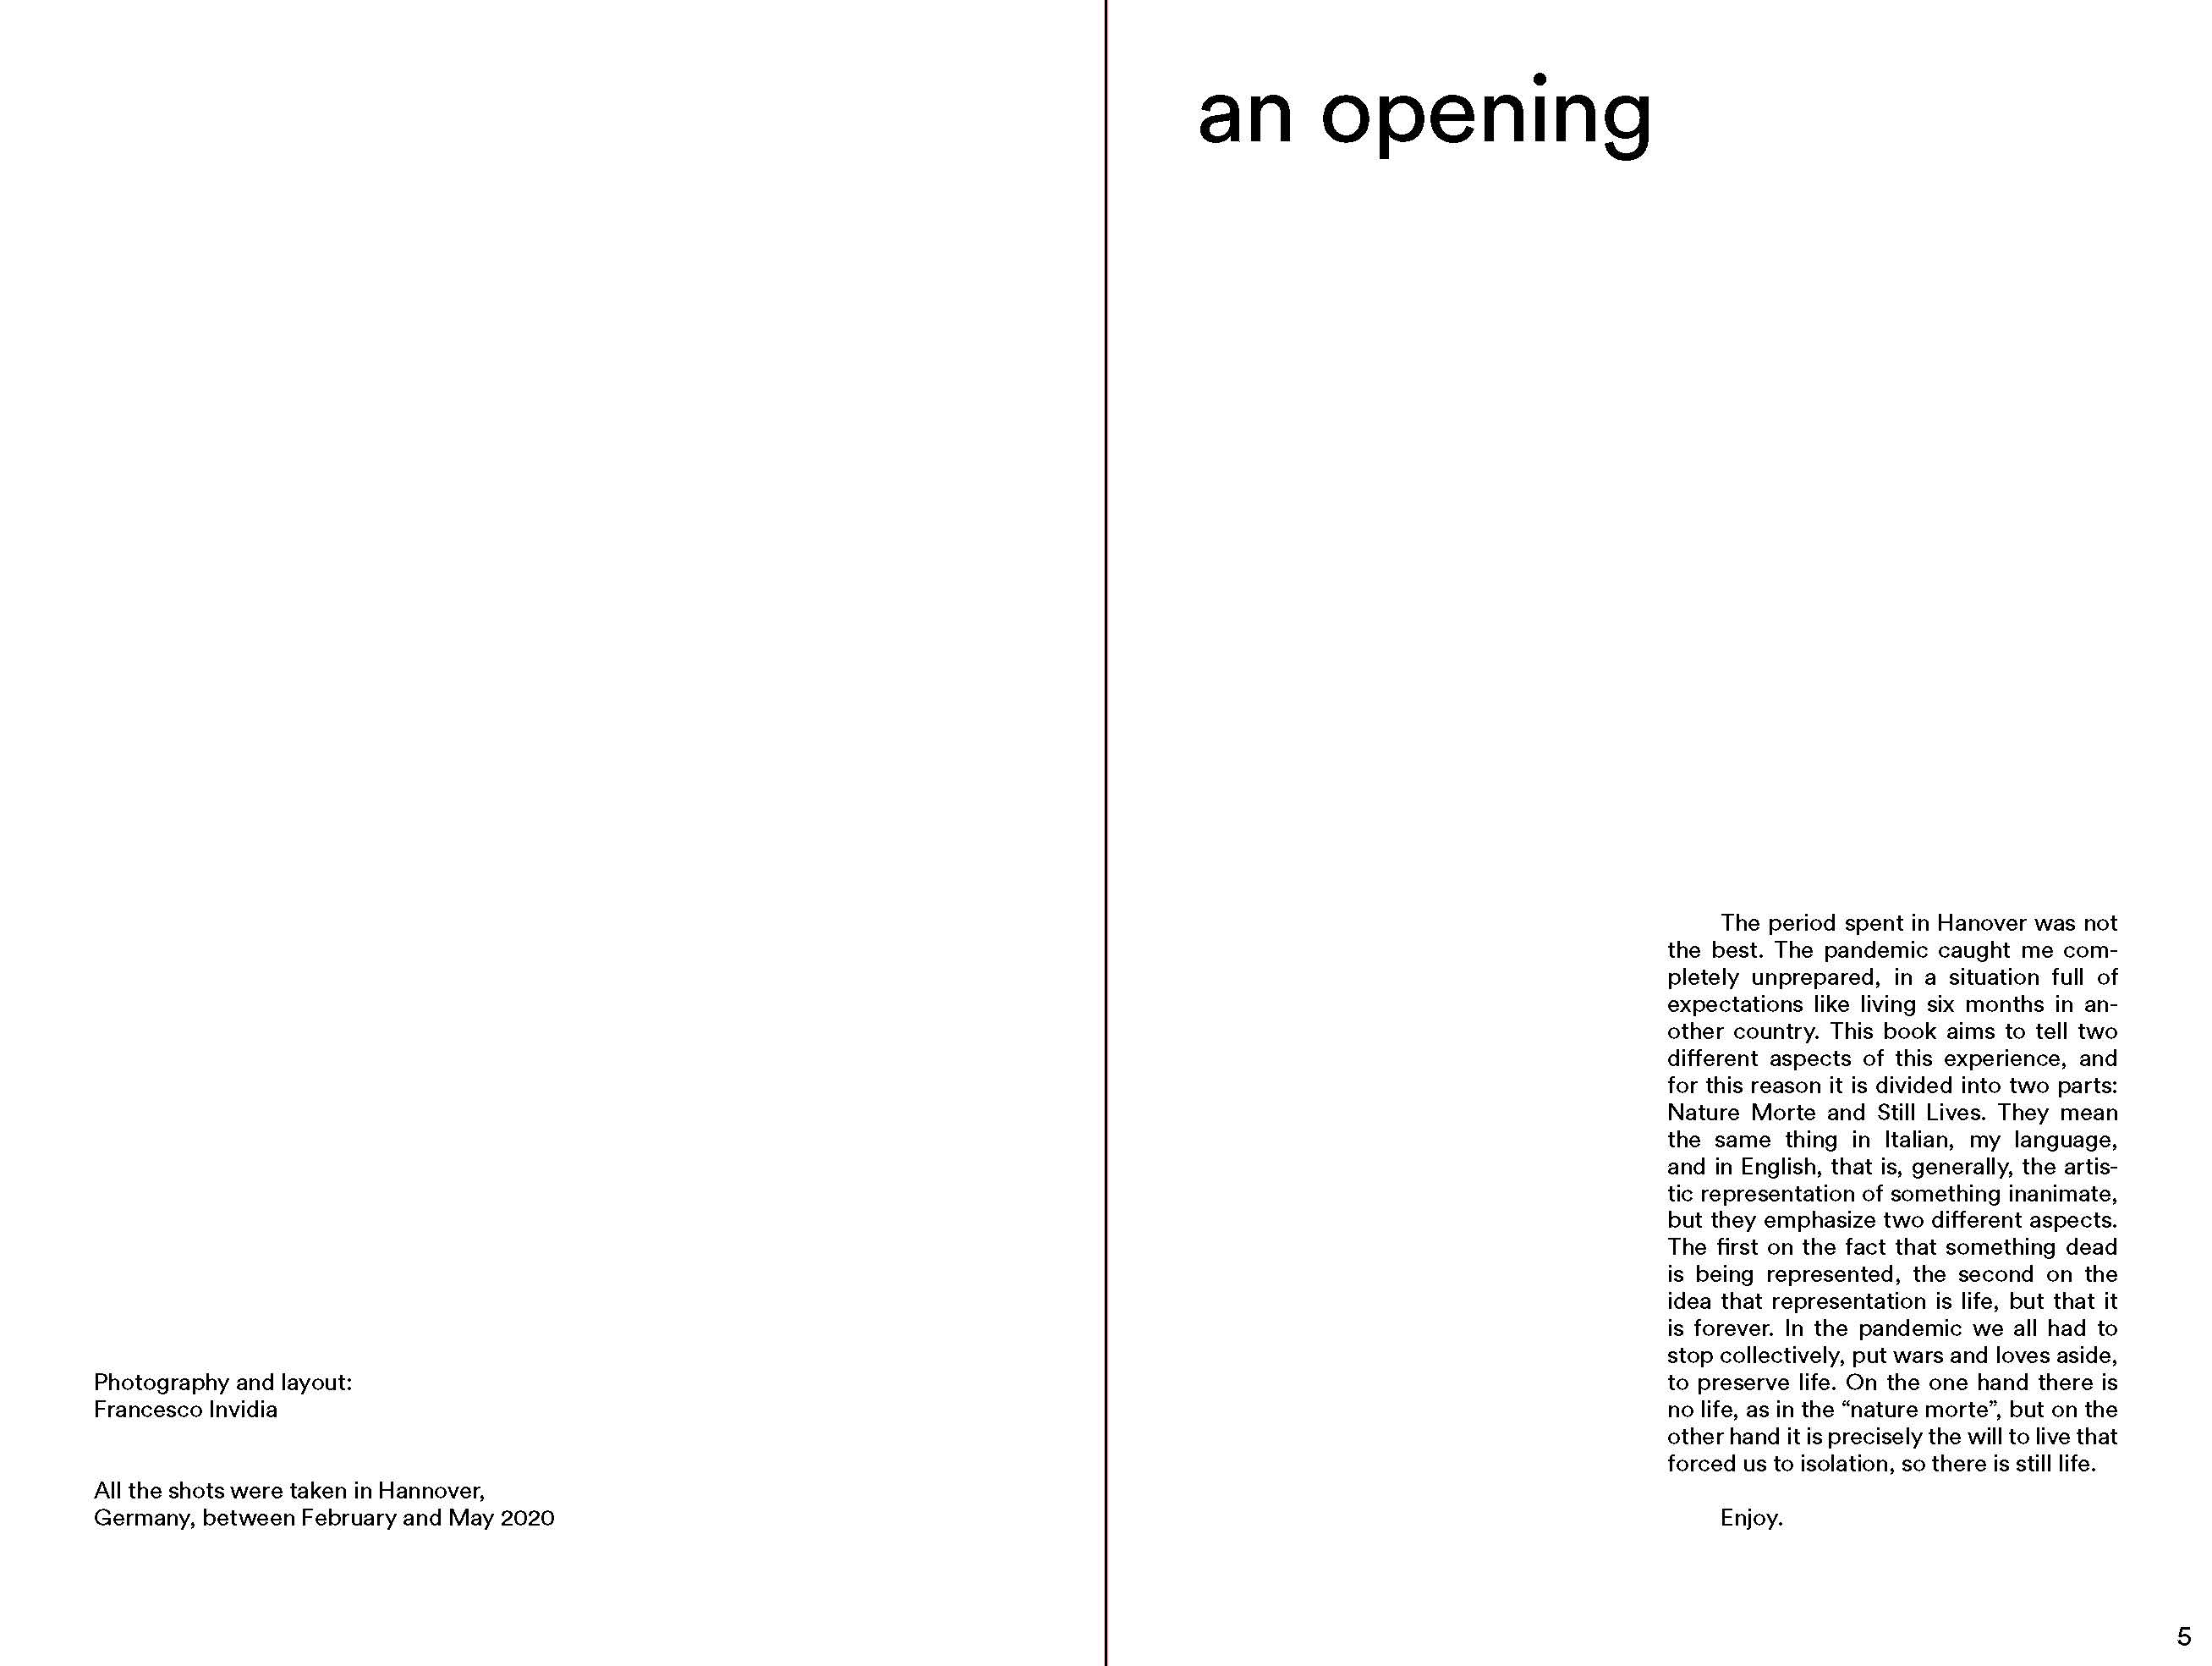 Photography and layout:
Francesco Invidia
All the shots were taken in Hannover,
Germany, between February and May 2020
an opening
The period spent in Hanover was not
the best. The pandemic caught me com-
pletely unprepared, in a situation full of
expectations like living six months in an-
other country. This book aims to tell two
different aspects of this experience, and
for this reason it is divided into two parts:
Nature Morte and Still Lives. They mean
the same thing in Italian, my language,
and in English, that is, generally, the artis-
tic representation of something inanimate,
but they emphasize two different aspects.
The first on the fact that something dead
is being represented, the second on the
idea that representation is life, but that it
is forever. In the pandemic we all had to
stop collectively, put wars and loves aside,
to preserve life. On the one hand there is
no life, as in the “nature morte”, but on the
other hand it is precisely the will to live that
forced us to isolation, so there is still life.
Enjoy.
5